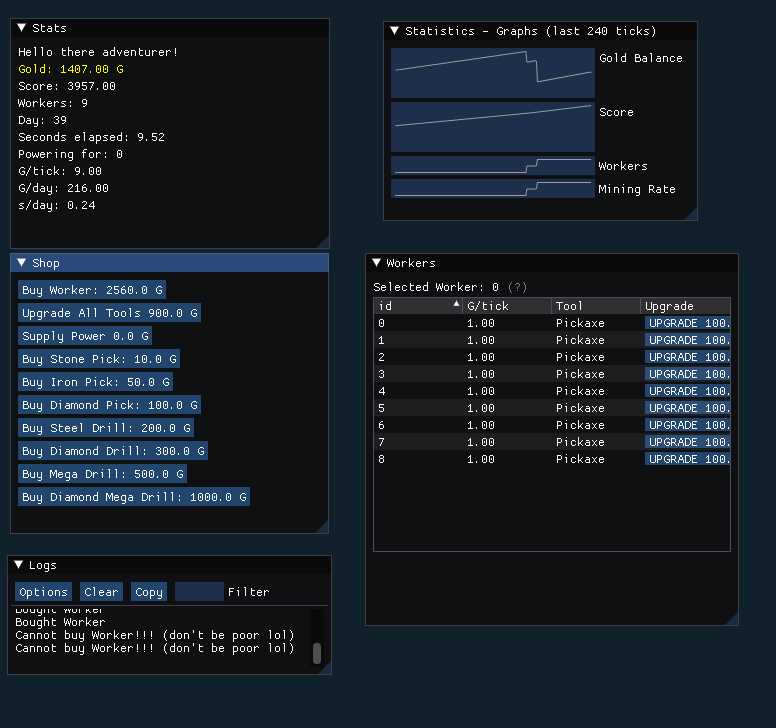 Stats
Hello there adventurer!
Gold: 1407.00 G
Score: 3957.00
Workers: 9
Day: 39
Seconds elapsed: 9.52
Powering for: 0
G/tick: 9.00
G/day: 216.00
s/day: 0.24
Statistics - Graphs (last 240 ticks)
Gold Balance
Score
Workers
Mining Rate
Shop
Buy Worker: 2560.0 G
Upgrade All Tools 900.0 G
Supply Power 0.0 G
Buy Stone Pick: 10.0 G
Buy Iron Pick: 50.0 G
Buy Diamond Pick: 100.0 G
Buy Steel Drill: 200.0 G
Buy Diamond Drill: 300.0 G
Buy Mega Drill: 500.0 G
Buy Diamond Mega Drill: 1000.0 G
Workers
Selected Worker: 0 (?)
id G/tick Tool Upgrade
0 1.00 Pickaxe UPGRADE 100.
1 1.00 Pickaxe UPGRADE 100.
2 1.00 Pickaxe UPGRADE 100.
3 1.00 Pickaxe UPGRADE 100.
4 1.00 Pickaxe UPGRADE 100.
5 1.00 Pickaxe UPGRADE 100.
6 1.00 Pickaxe UPGRADE 100.
7 1.00 Pickaxe UPGRADE 100.
8 1.00 Pickaxe UPGRADE 100.
Logs
Options Clear Copy Filter
Bought Worker
Bought Worker
Cannot buy Worker!!! (don't be poor lol)
Cannot buy Worker!!! (don't be poor lol)